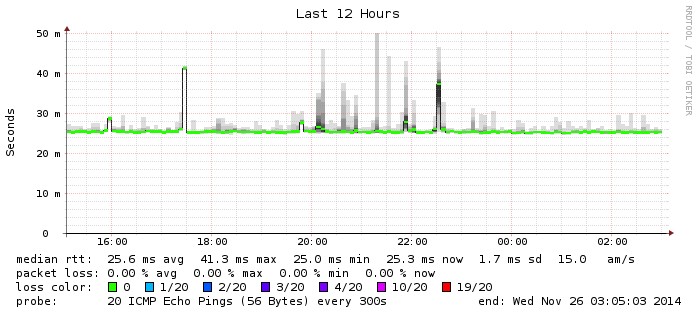 Last 12 Hours
RRDTOOL / TOBI OETIKER
Seconds
50 m
40 m
30 m
20 m
10 m
0
16:00 18:00 20:00 22:00 00:00 02:00
median rtt: 25.6 ms avg 41.3 ms max 25.0 ms min 25.3 ms now 1.7 ms sd 15.0 am/s
packet loss: 0.00 % avg 0.00 % max 0.00 % min 0.00 % now
loss color: 0 1/20 2/20 3/20 4/20 10/20 19/20
probe: 20 ICMP Echo Pings (56 Bytes) every 300s end: Wed Nov 26 03:05:03 2014